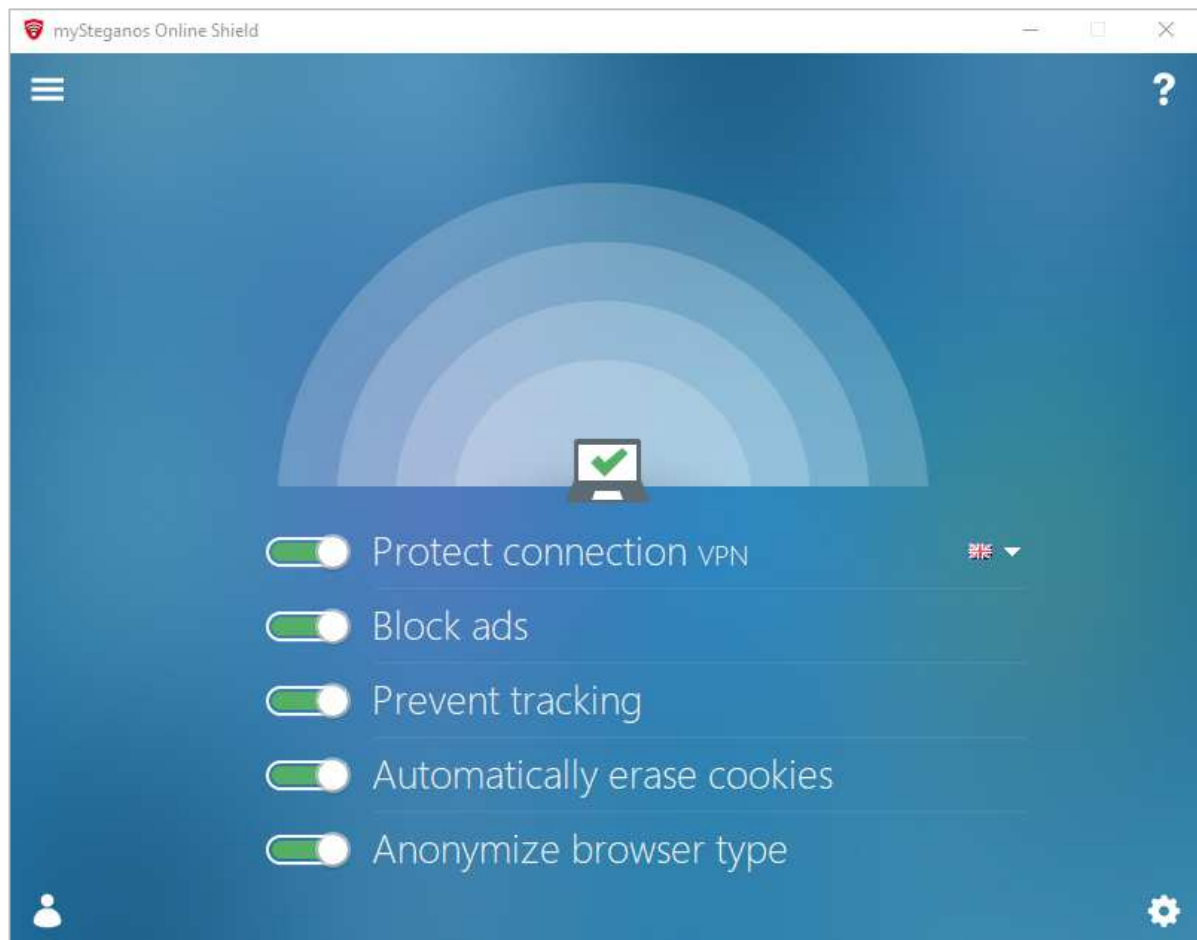 mySteganos Online Shield
?
Protect connection VPN
Block ads
Prevent tracking
Automatically erase cookies
Anonymize browser type